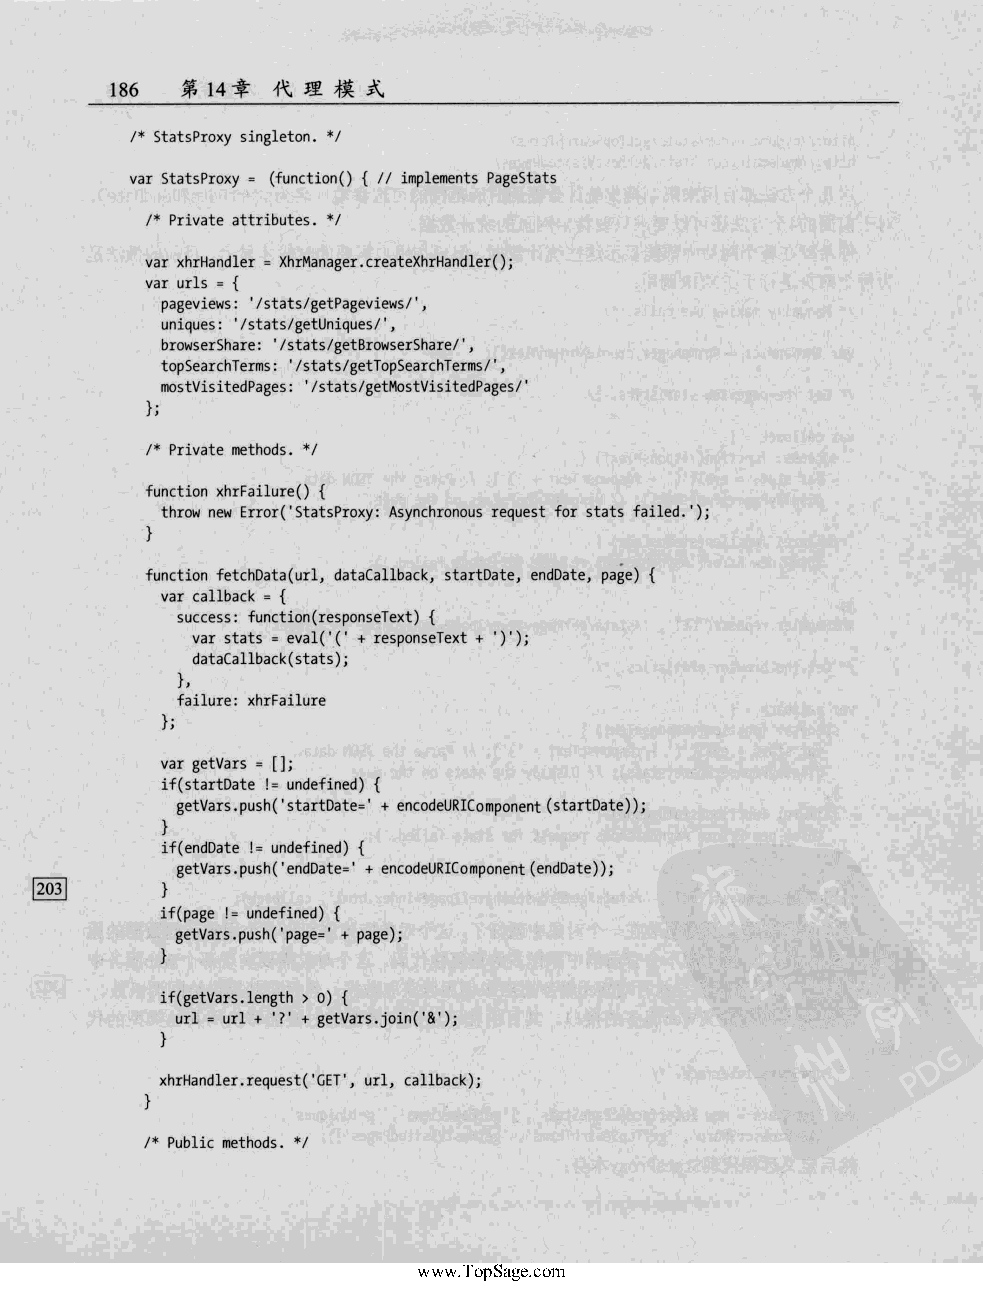 186 第14章 代理模式
/* StatsProxy singleton. */
var StatsProxy = (function() { // implements PageStats
/* Private attributes. */
var xhrHandler = XhrManager.createXhrHandler();
var urls = {
pageviews: '/stats/getPageviews/',
uniques: '/stats/getUniques/',
browserShare: '/stats/getBrowserShare/',
topSearchTerms: '/stats/getTopSearchTerms/',
mostVisitedPages: '/stats/getMostVisitedPages/'
};
/* Private methods. */
function xhrFailure() {
throw new Error('StatsProxy: Asynchronous request for stats failed.');
}
function fetchData(url, dataCallback, startDate, endDate, page) {
var callback = {
success: function(responseText) {
var stats = eval('(' + responseText + ')');
dataCallback(stats);
},
failure: xhrFailure
};
var getVars = [];
if(startDate != undefined) {
getVars.push('startDate=' + encodeURIComponent(startDate));
}
if(endDate != undefined) {
getVars.push('endDate=' + encodeURIComponent(endDate));
203
}
if(page != undefined) {
getVars.push('page=' + page);
}
if(getVars.length > 0) {
url = url + '?' + getVars.join('&');
}
xhrHandler.request('GET', url, callback);
}
/* Public methods. */
PDG
www.TopSage.com